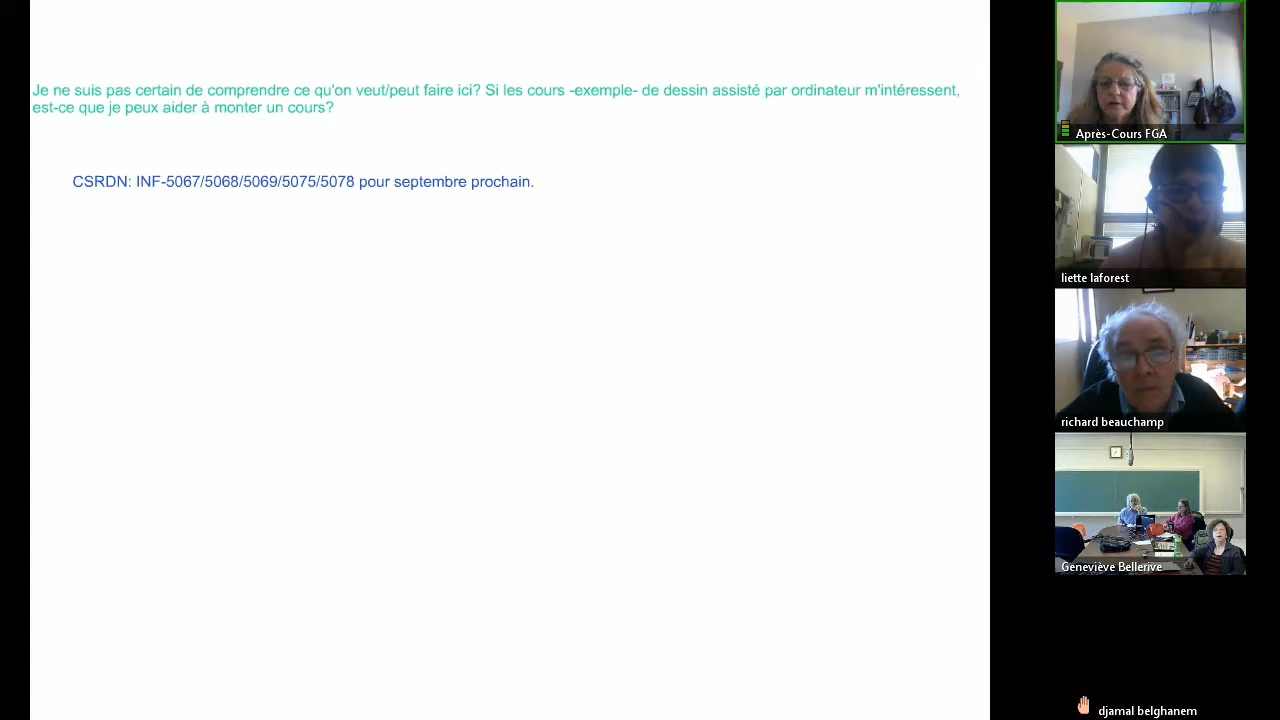 Je ne suis pas certain de comprendre ce qu'on veut/peut faire ici? Si les cours -exemple- de dessin assisté par ordinateur m'intéressent,
est-ce que je peux aider à monter un cours?
CSRDN: INF-5067/5068/5069/5075/5078 pour septembre prochain.
Après-Cours FGA
liette laforest
richard beauchamp
Geneviève Bellerive
djamal belghanem